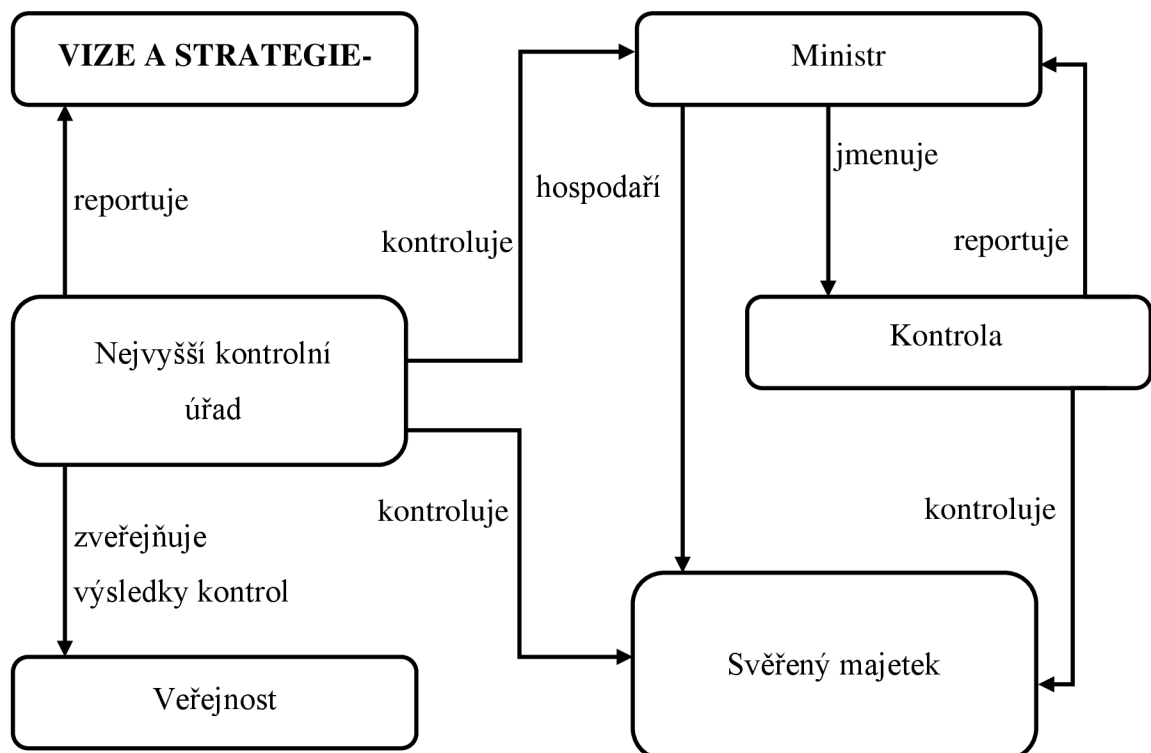 VIZE A STRATEGIE-
Ministr
jmenuje
hospodaří
reportuje
kontroluje
reportuje
Nejvyšší kontrolní
úřad
Kontrola
kontroluje
kontroluje
zveřejňuje
výsledky kontrol
Svěřený majetek
Veřejnost